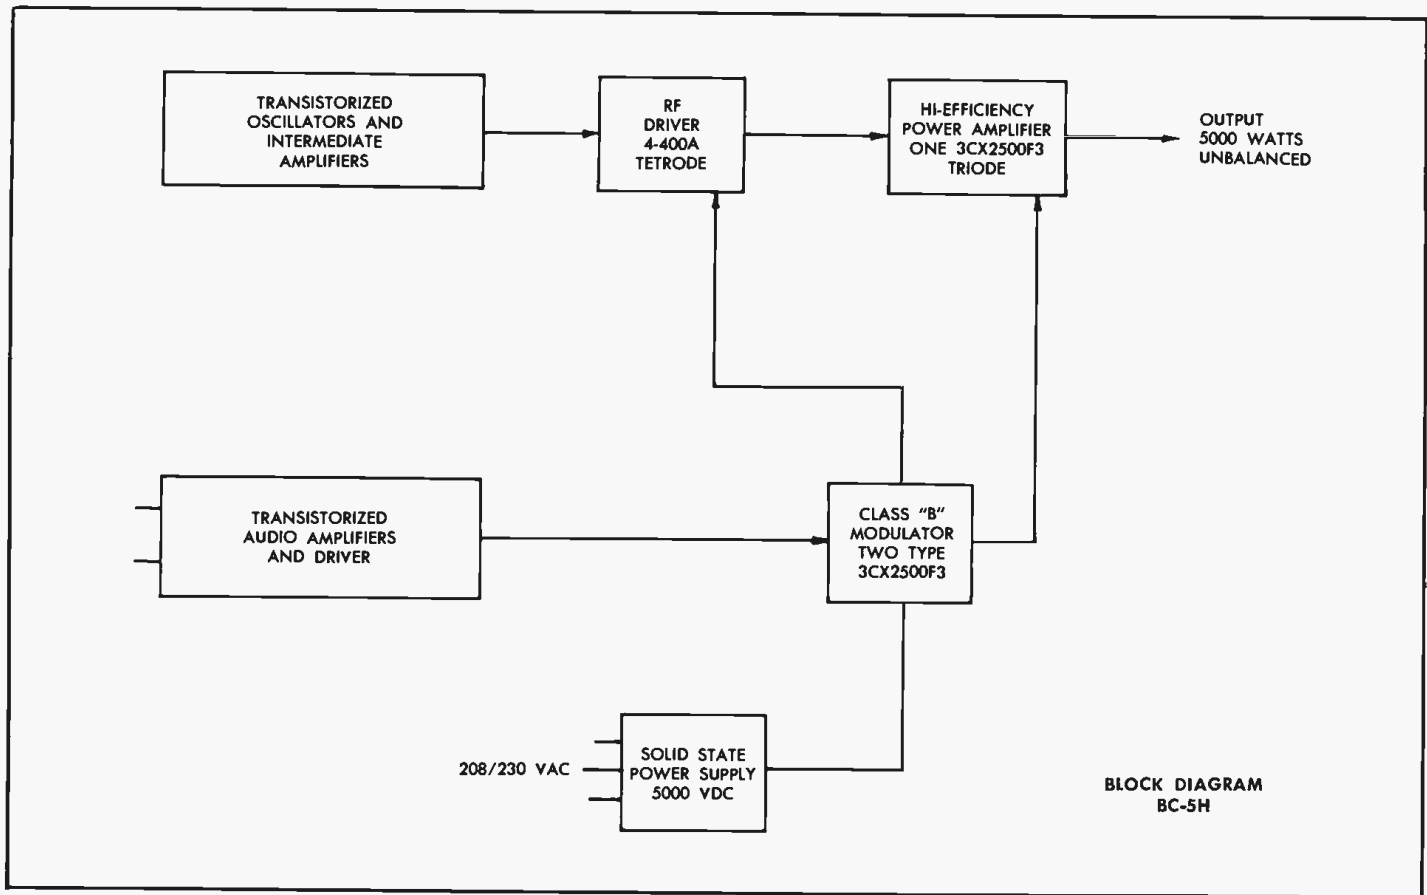 TRANSISTORIZED
OSCILLATORS AND
INTERMEDIATE
AMPLIFIERS
RF
DRIVER
4-400A
TETRODE
HI-EFFICIENCY
POWER AMPLIFIER
ONE 3CX2500F3
TRIODE
OUTPUT
5000 WATTS
UNBALANCED
TRANSISTORIZED
AUDIO AMPLIFIERS
AND DRIVER
CLASS "B"
MODULATOR
TWO TYPE
3CX2500F3
208/230 VAC
SOLID STATE
POWER SUPPLY
5000 VDC
BLOCK DIAGRAM
BC-5H